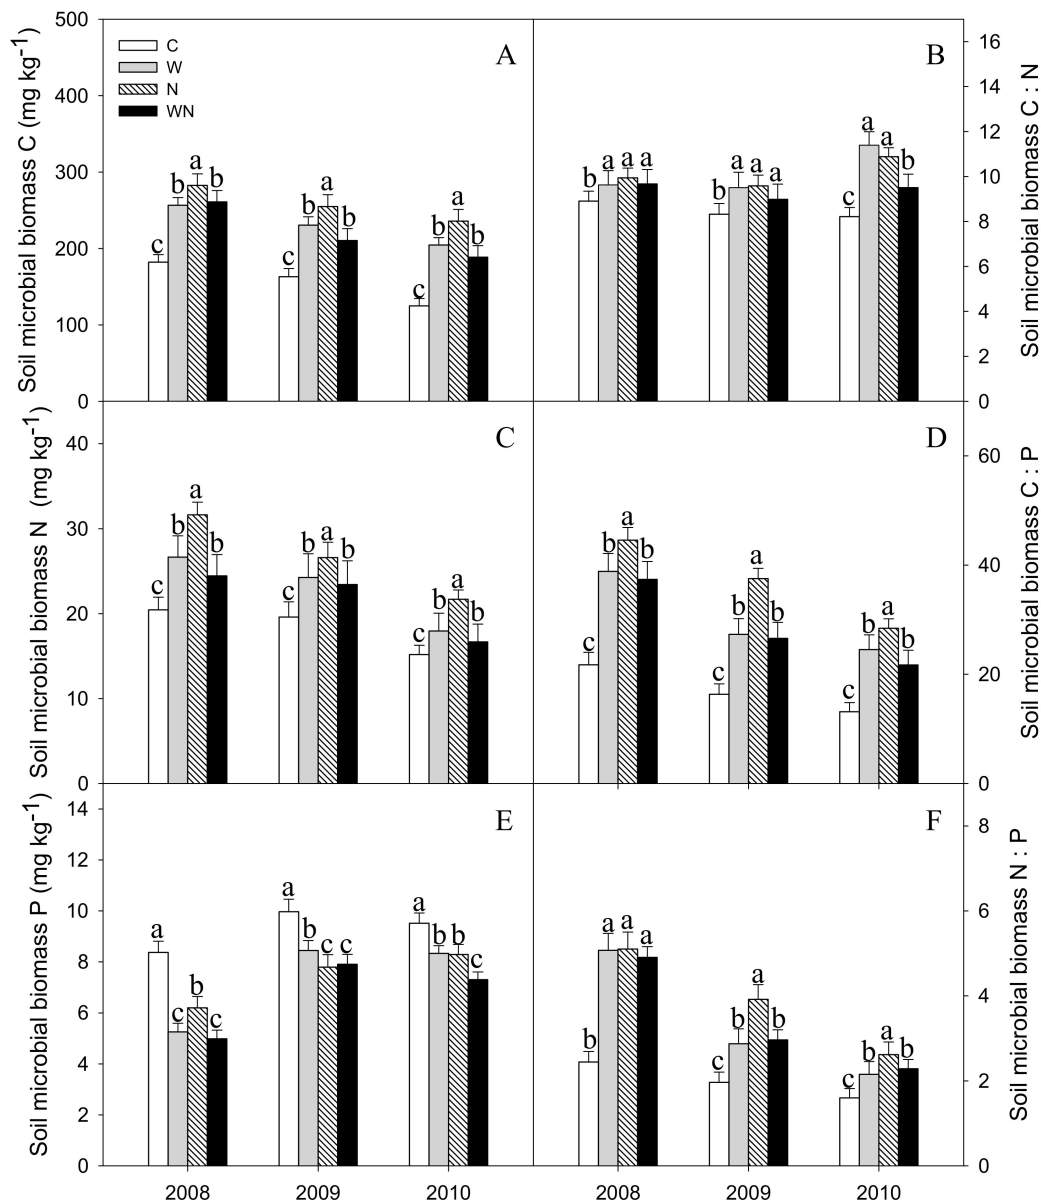 Soil microbial biomass C (mg kg-1)
500
400
300
200
100
0
C
W
N
WN
A
c b a b
c b a b
c b a b
B
b a a a
b a a a
c a a b
16
14
12
10
8
6
4
2
0
Soil microbial biomass C : N
Soil microbial biomass N (mg kg-1)
40
30
20
10
0
C
c b a b
c b a b
c b a b
D
c b a b
c b a b
c b a b
60
40
20
0
Soil microbial biomass C : P
Soil microbial biomass P (mg kg-1)
14
12
10
8
6
4
2
0
E
a c b c
a b c c
a b b c
F
b a a a
c b a b
c b a b
8
6
4
2
0
Soil microbial biomass N : P
2008 2009 2010
2008 2009 2010